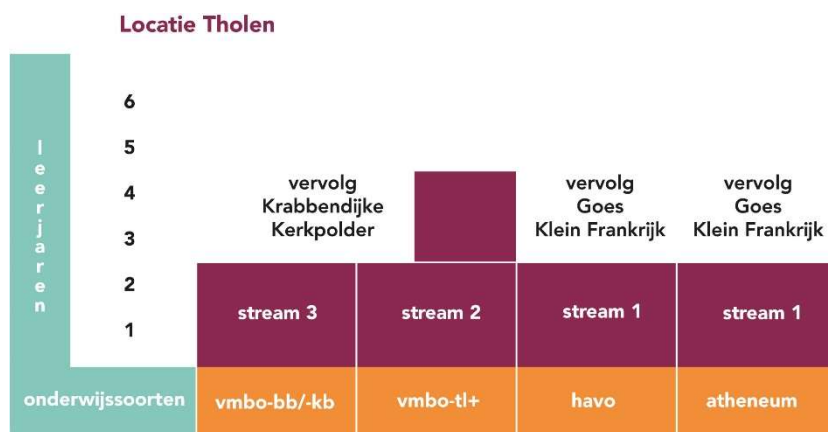 Locatie Tholen
leerjaren
6
5
4
3
2
1
vervolg
Krabbendijke
Kerkpolder
vervolg
Goes
Klein Frankrijk
vervolg
Goes
Klein Frankrijk
stream 3
stream 2
stream 1
stream 1
onderwijssoorten
vmbo-bb/-kb
vmbo-tl+
havo
atheneum